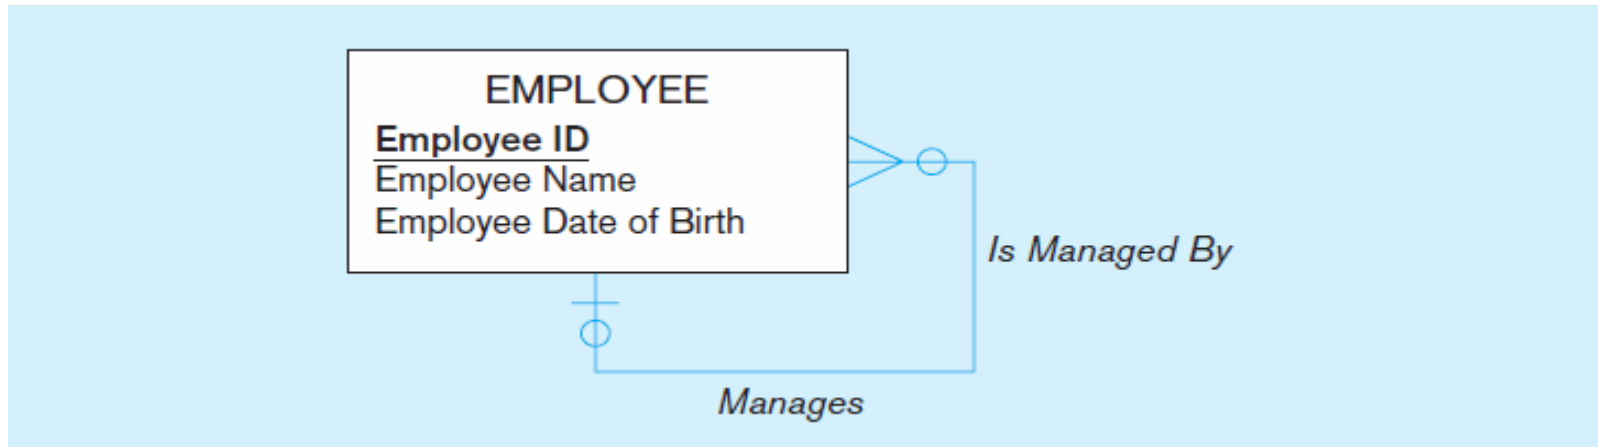 EMPLOYEE
Employee ID
Employee Name
Employee Date of Birth
Is Managed By
Manages